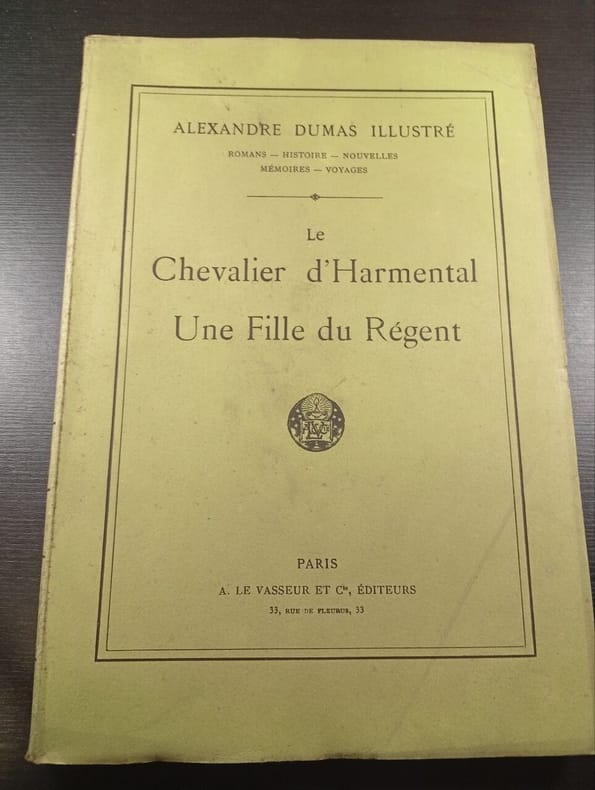 ALEXANDRE DUMAS ILLUSTRÉ
ROMANS — HISTOIRE — NOUVELLES
MÉMOIRES — VOYAGES
Le
Chevalier d'Harmental
Une Fille du Régent
PARIS
A. LE VASSEUR ET Cie, ÉDITEURS
33, RUE DE FLEURUS, 33